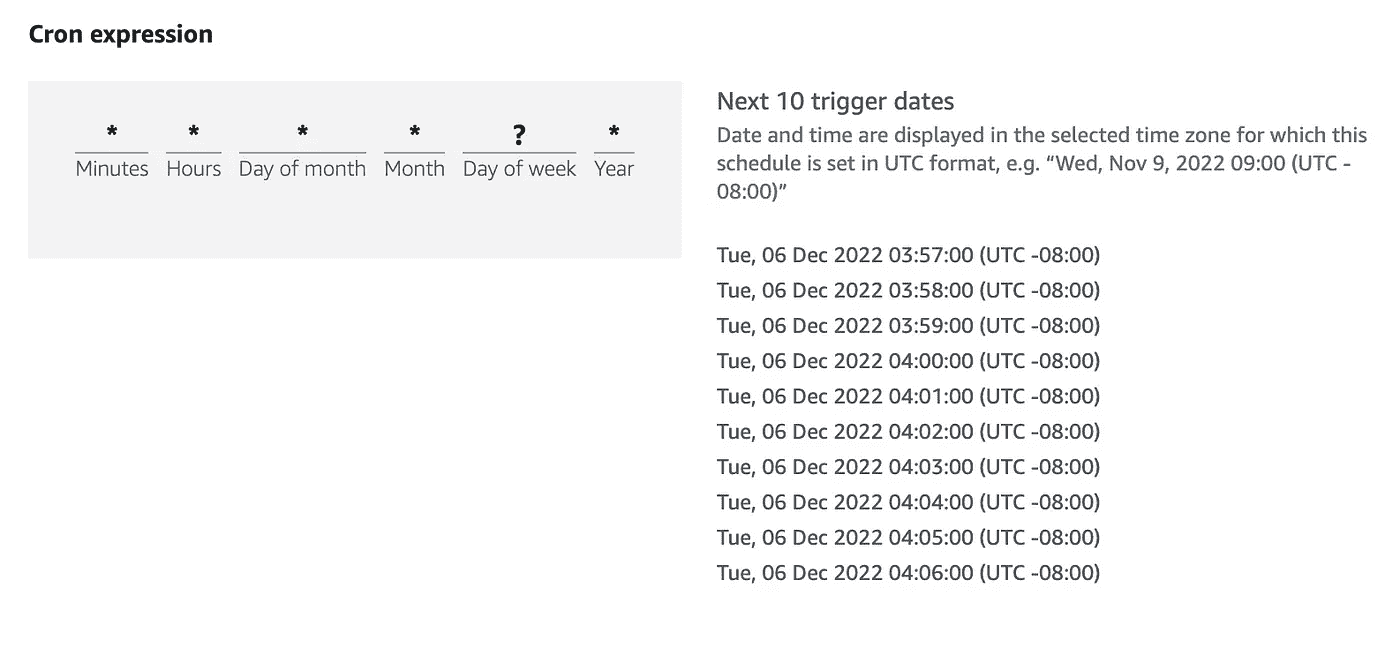 Cron expression
* * * * ? *
Minutes Hours Day of month Month Day of week Year
Next 10 trigger dates
Date and time are displayed in the selected time zone for which this
schedule is set in UTC format, e.g. “Wed, Nov 9, 2022 09:00 (UTC -
08:00)”
Tue, 06 Dec 2022 03:57:00 (UTC -08:00)
Tue, 06 Dec 2022 03:58:00 (UTC -08:00)
Tue, 06 Dec 2022 03:59:00 (UTC -08:00)
Tue, 06 Dec 2022 04:00:00 (UTC -08:00)
Tue, 06 Dec 2022 04:01:00 (UTC -08:00)
Tue, 06 Dec 2022 04:02:00 (UTC -08:00)
Tue, 06 Dec 2022 04:03:00 (UTC -08:00)
Tue, 06 Dec 2022 04:04:00 (UTC -08:00)
Tue, 06 Dec 2022 04:05:00 (UTC -08:00)
Tue, 06 Dec 2022 04:06:00 (UTC -08:00)